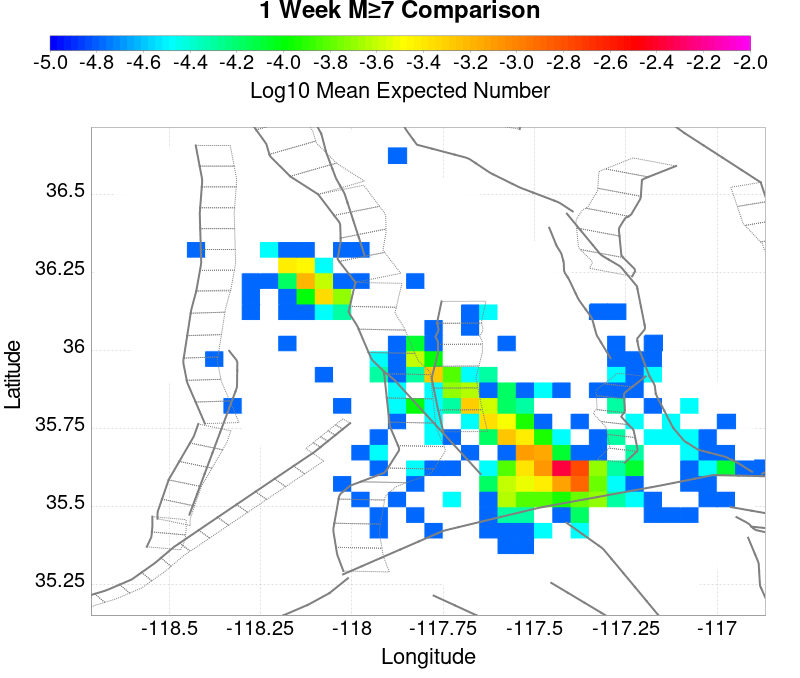 1 Week M≥7 Comparison
-5.0 -4.8 -4.6 -4.4 -4.2 -4.0 -3.8 -3.6 -3.4 -3.2 -3.0 -2.8 -2.6 -2.4 -2.2 -2.0
Log10 Mean Expected Number
36.5
36.25
36
35.75
35.5
35.25
Latitude
-118.5 -118.25 -118 -117.75 -117.5 -117.25 -117
Longitude